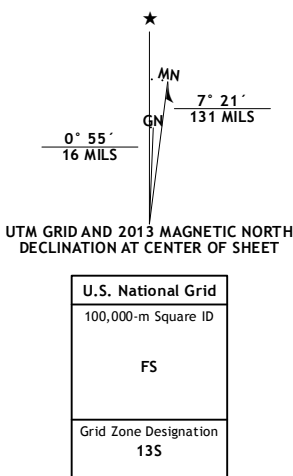 MN
7° 21´
131 MILS
GN
0° 55´
16 MILS
UTM GRID AND 2013 MAGNETIC NORTH
DECLINATION AT CENTER OF SHEET
U.S. National Grid
100,000-m Square ID
FS
Grid Zone Designation
13S